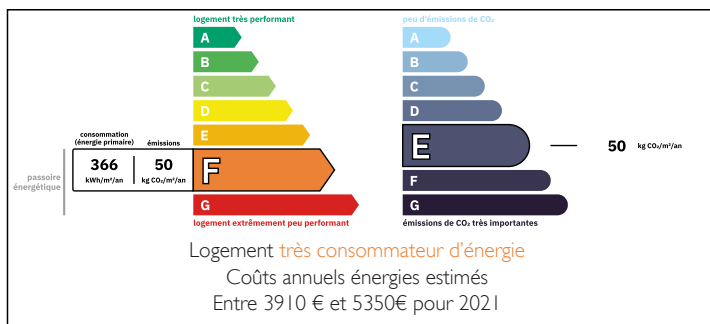 logement très performant
A
B
C
D
E
consommation
(énergie primaire)
émissions
366
kWh/m²/an
50
kg CO₂/m²/an
F
passoire
énergétique
G
logement extrêmement peu performant
peu d'émissions de CO₂
A
B
C
D
E
50 kg CO₂/m²/an
F
G
émissions de CO₂ très importantes
Logement très consommateur d'énergie
Coûts annuels énergies estimés
Entre 3910 € et 5350€ pour 2021